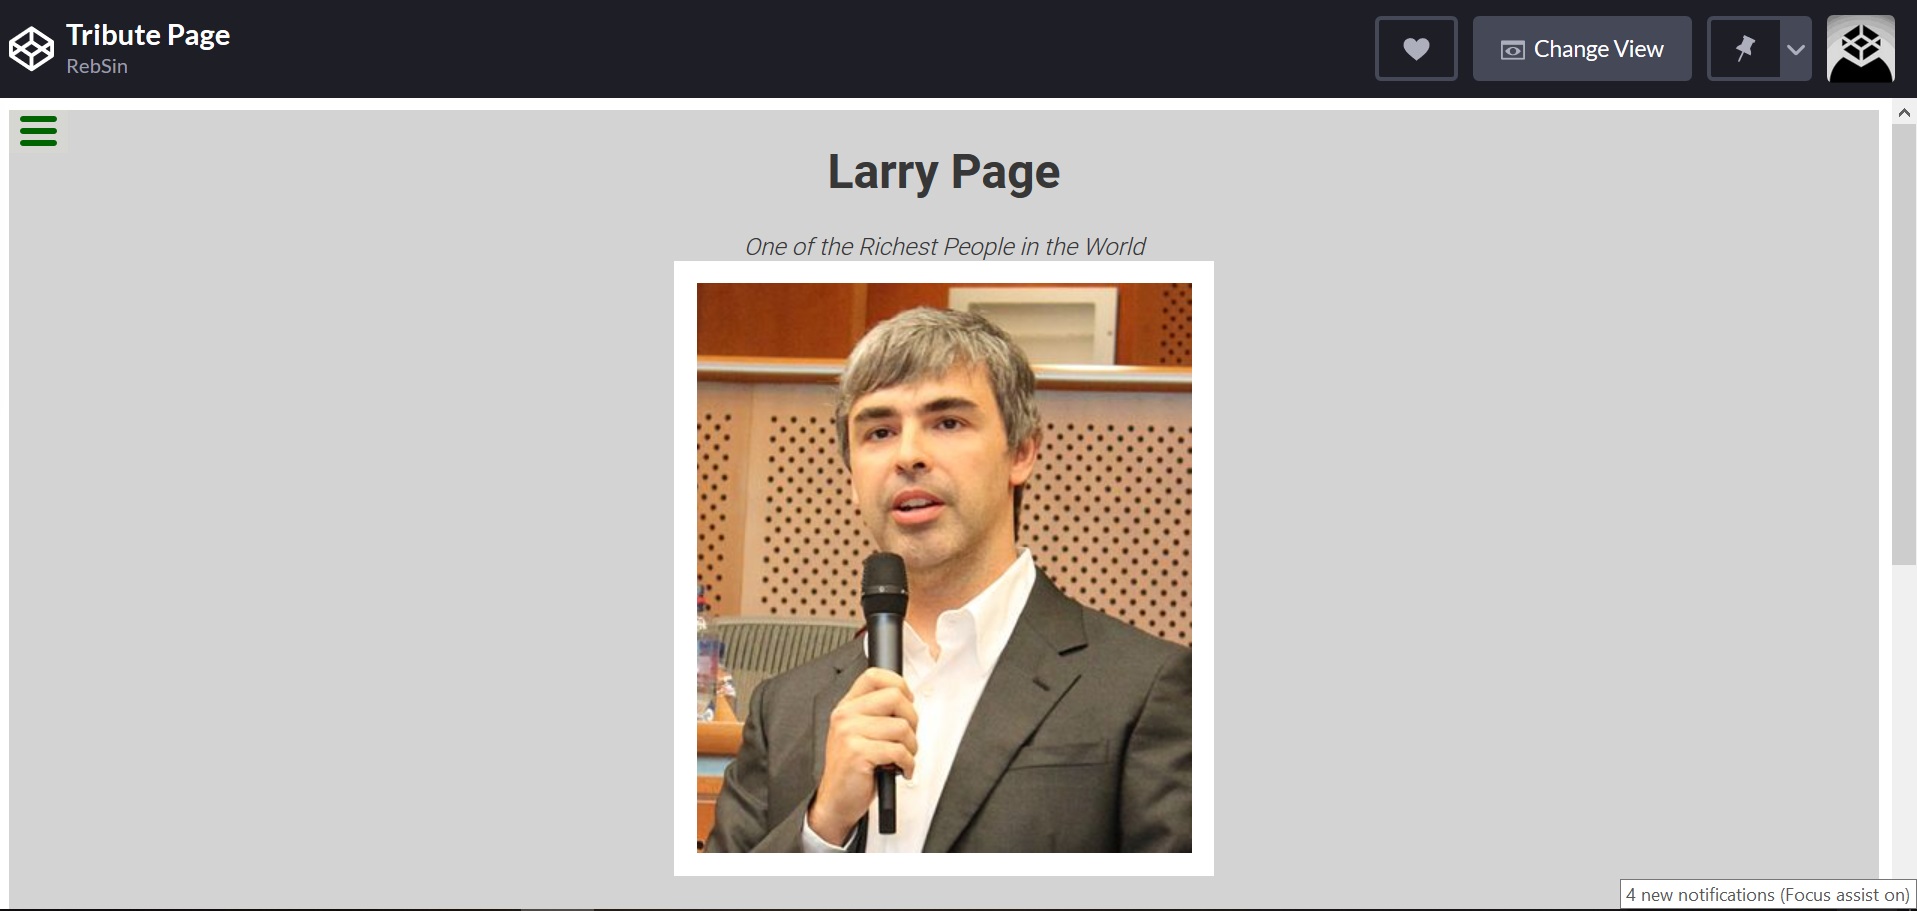 Tribute Page
RebSin
Change View
Larry Page
One of the Richest People in the World
4 new notifications (Focus assist on)